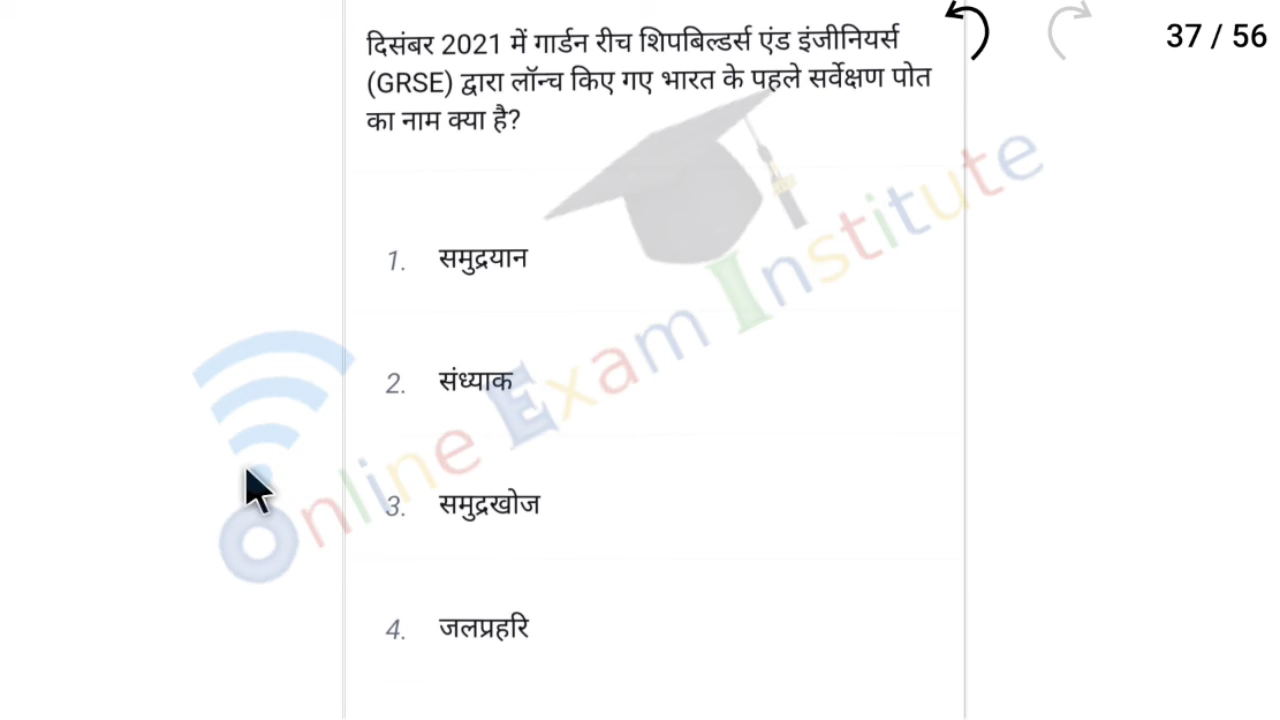 37 / 56
दिसंबर 2021 में गार्डन रीच शिपबिल्डर्स एंड इंजीनियर्स
(GRSE) द्वारा लॉन्च किए गए भारत के पहले सर्वेक्षण पोत
का नाम क्या है?
1. समुद्रयान
2. संध्याक
3. समुद्रखोज
4. जलप्रहरि
Online Exam Institute